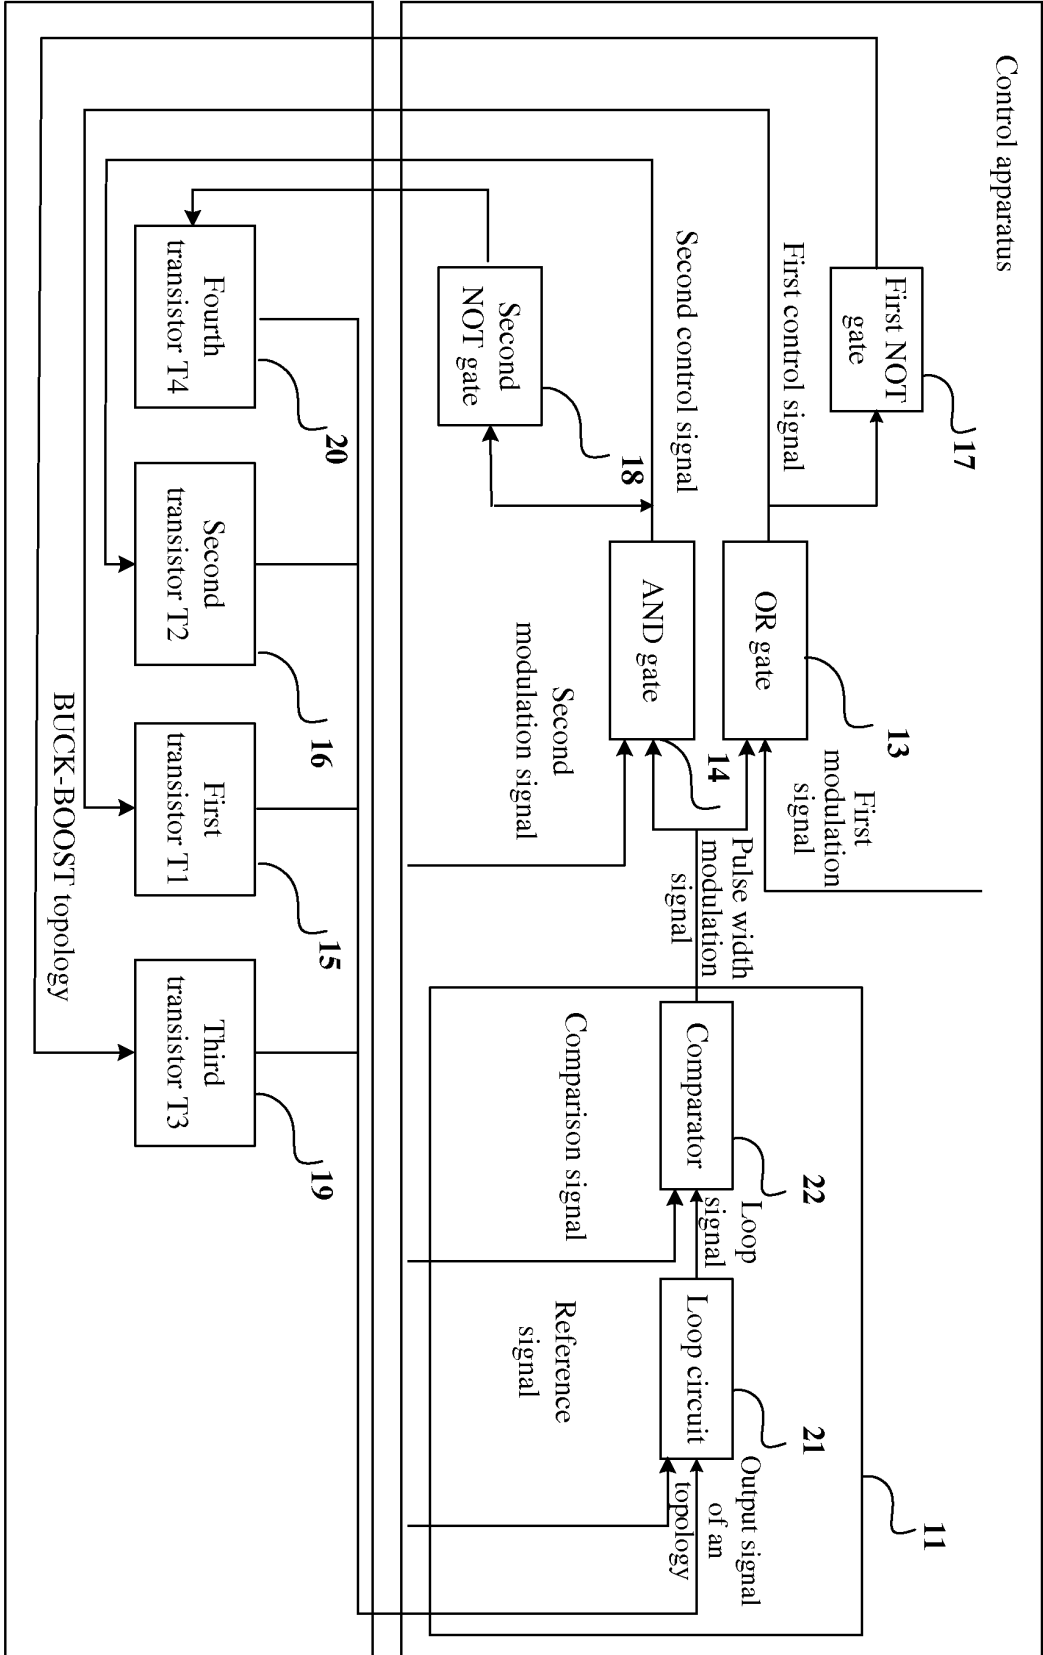 Control apparatus
First NOT
gate
17
First control signal
Second control signal
Second
NOT gate
18
OR gate
13
AND gate
14
First
modulation
signal
Second
modulation signal
Pulse width
modulation
signal
Comparator
22
Comparison signal
Loop
signal
Loop circuit
21
Reference
signal
Output signal
of an
topology
11
Fourth
transistor T4
20
Second
transistor T2
16
First
transistor T1
15
Third
transistor T3
19
BUCK-BOOST topology